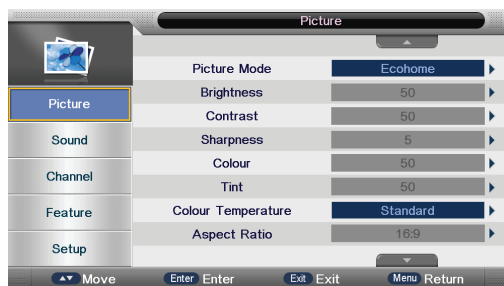 Picture
Picture
Sound
Channel
Feature
Setup
Picture Mode Ecohome
Brightness 50
Contrast 50
Sharpness 5
Colour 50
Tint 50
Colour Temperature Standard
Aspect Ratio 16:9
Move Enter Enter Exit Exit Menu Return